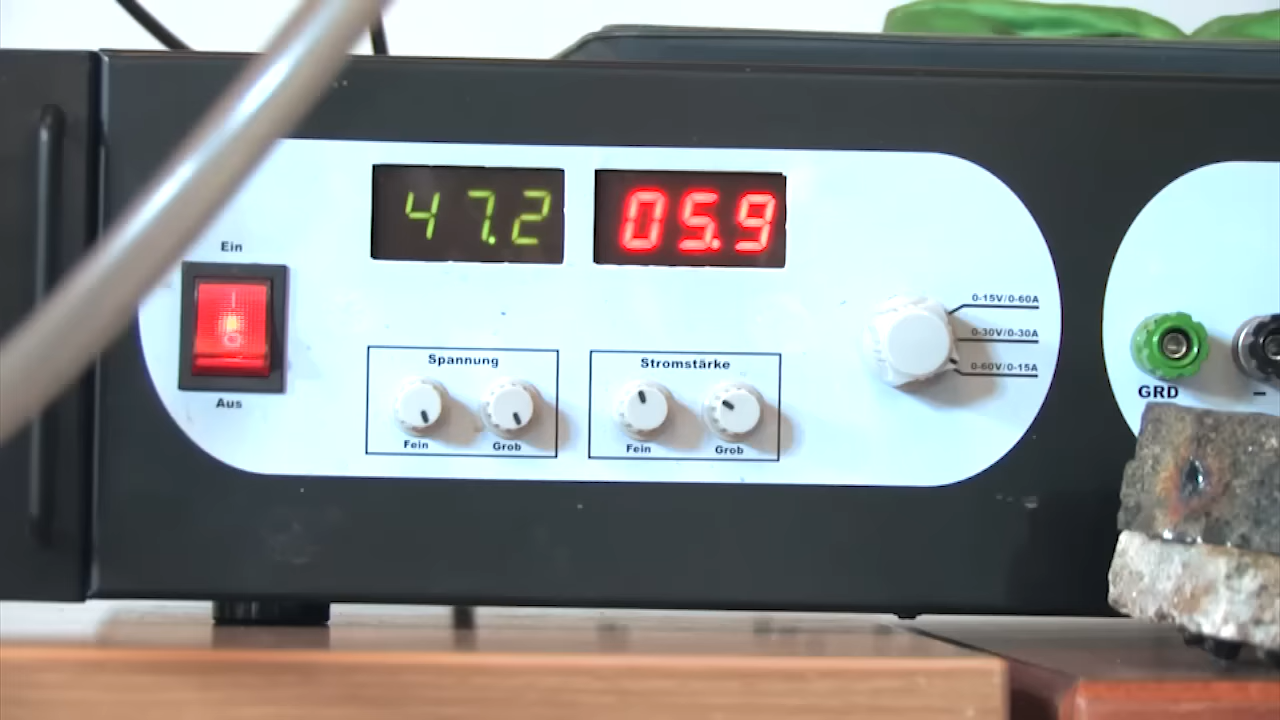 47.2 05.9
Ein
Aus
Spannung
Fein Grob
Stromstärke
Fein Grob
0-15V/0-60A
0-30V/0-30A
0-60V/0-15A
GRD –